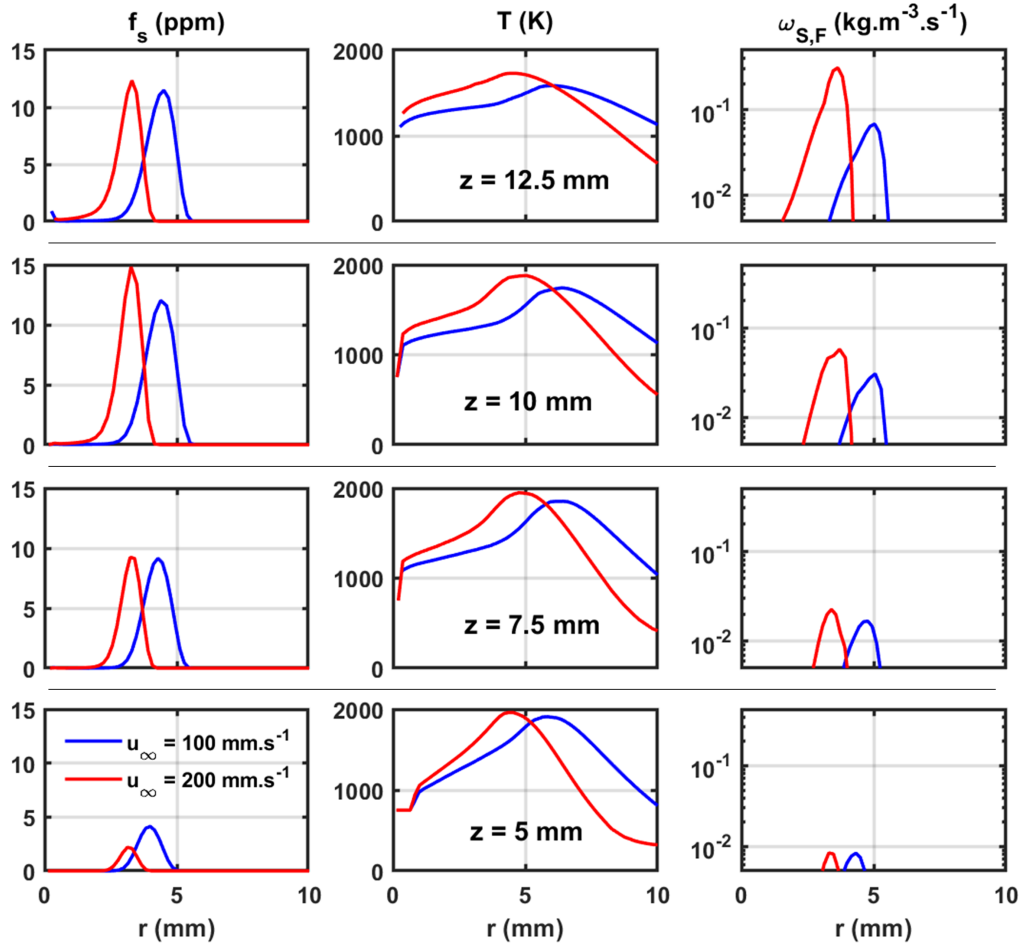 f_s (ppm)
T (K)
ω_S,F (kg.m^-3.s^-1)
15
10
5
0
2000
1000
0
10^-1
10^-2
z = 12.5 mm
15
10
5
0
2000
1000
0
10^-1
10^-2
z = 10 mm
15
10
5
0
2000
1000
0
10^-1
10^-2
z = 7.5 mm
15
10
5
0
2000
1000
0
10^-1
10^-2
u_∞ = 100 mm.s^-1
u_∞ = 200 mm.s^-1
z = 5 mm
0 5 10
0 5 10
0 5 10
r (mm)
r (mm)
r (mm)